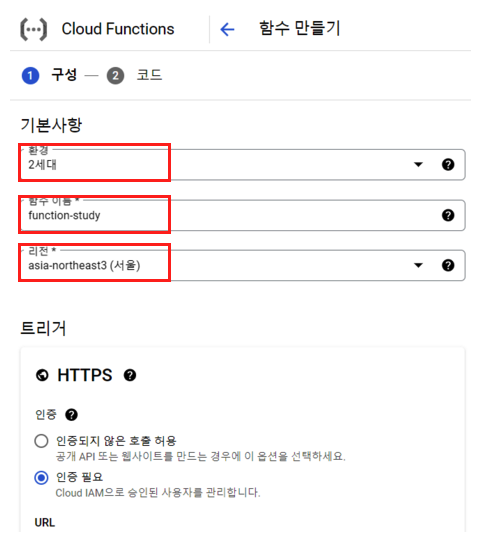 Cloud Functions
함수 만들기
1 구성 — 2 코드
기본사항
환경
2세대
함수 이름 *
function-study
리전 *
asia-northeast3 (서울)
트리거
HTTPS
인증
인증되지 않은 호출 허용
공개 API 또는 웹사이트를 만드는 경우에 이 옵션을 선택하세요.
인증 필요
Cloud IAM으로 승인된 사용자를 관리합니다.
URL